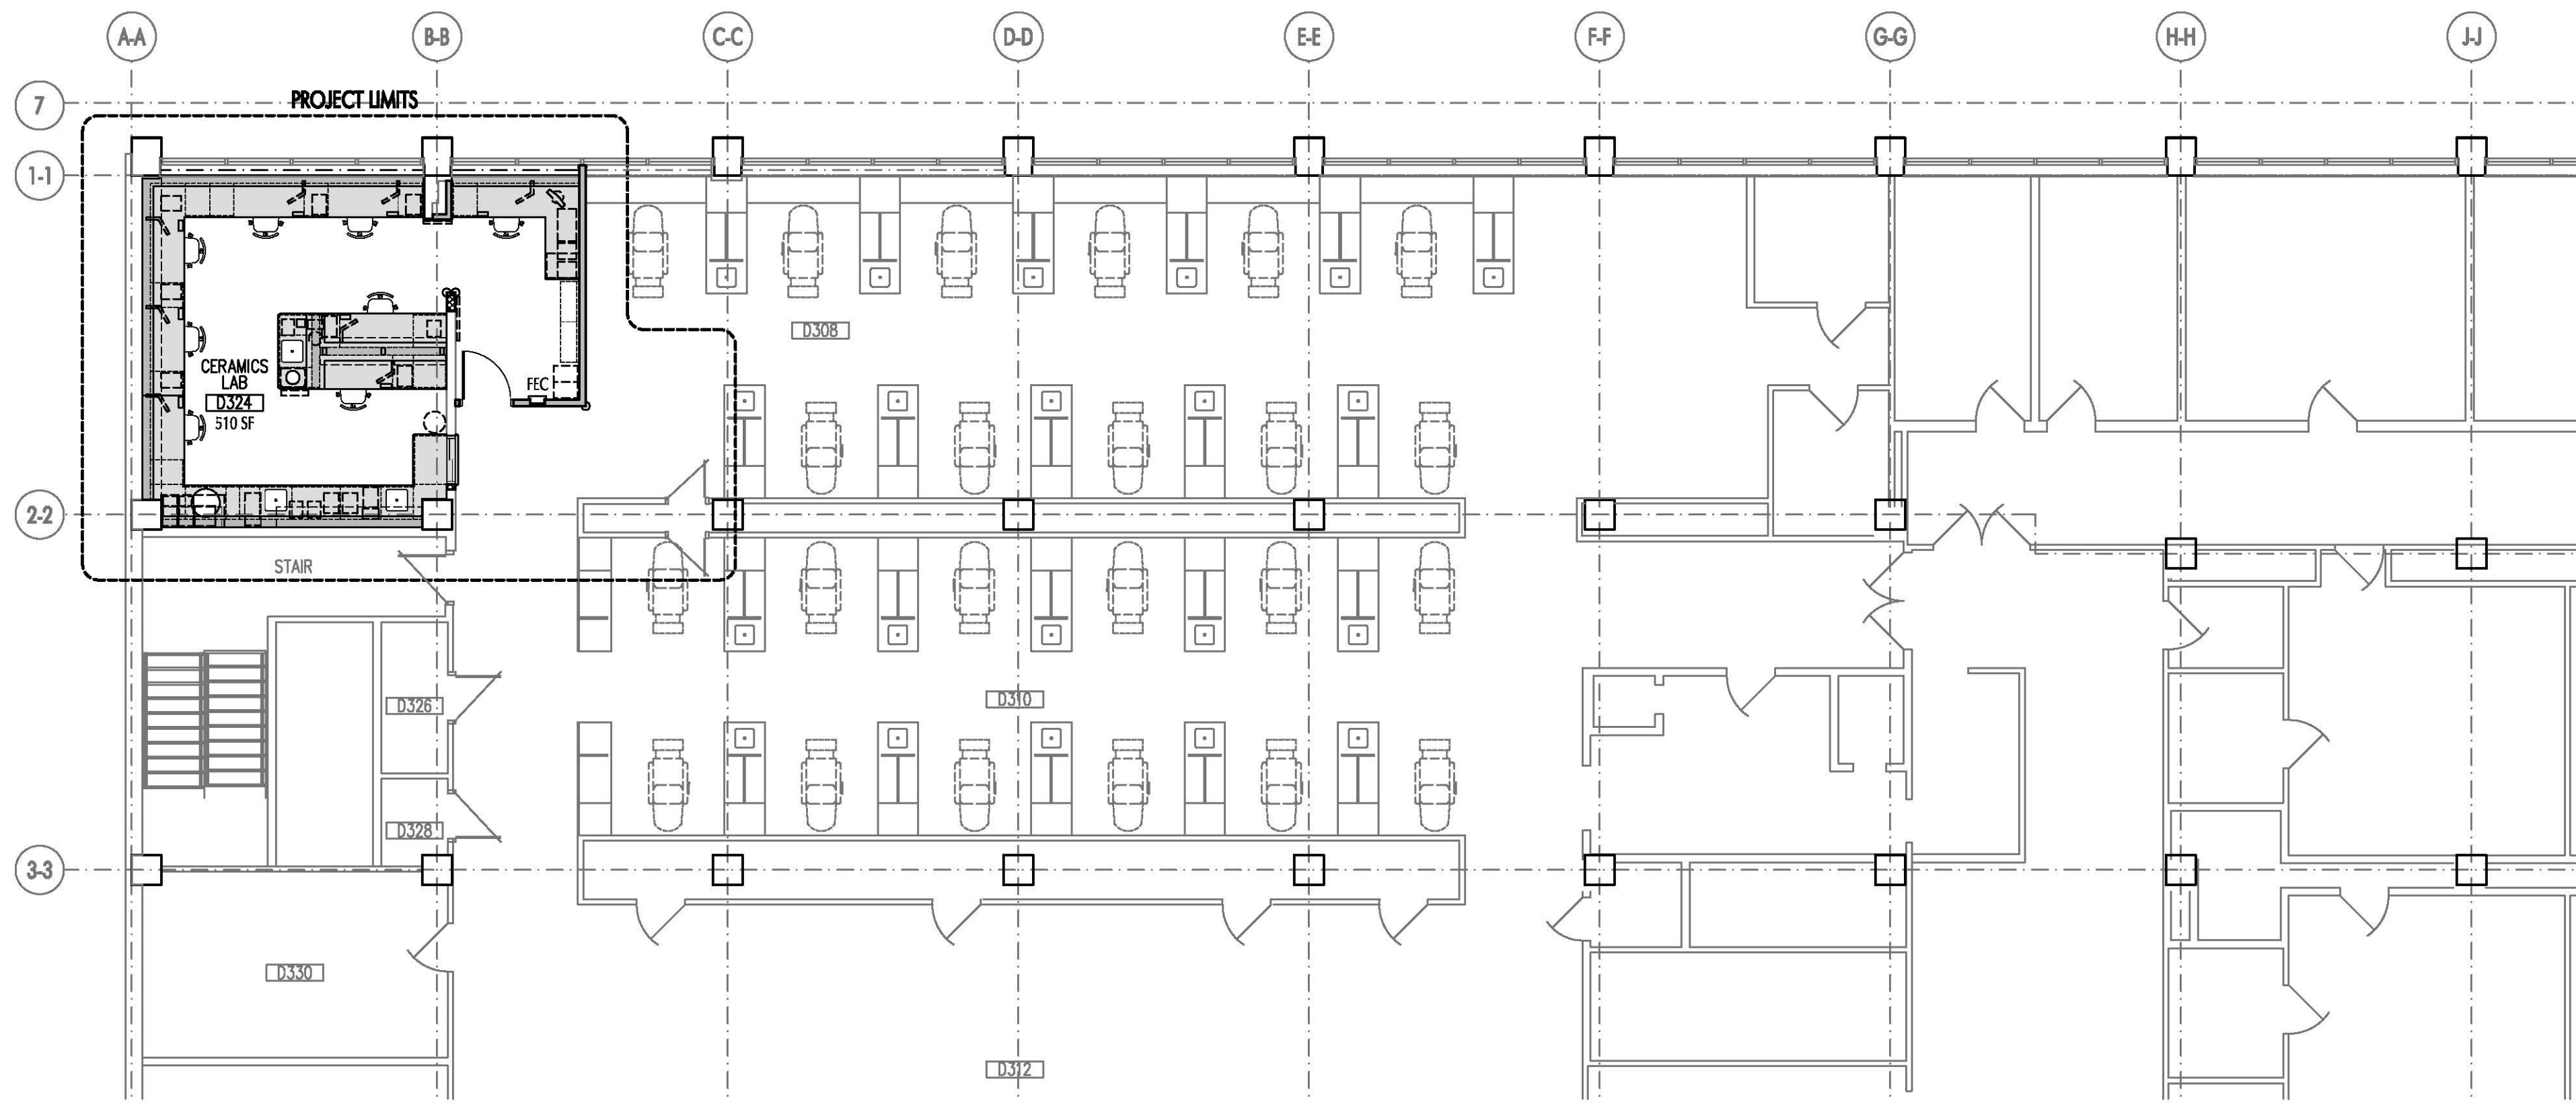 A-A
B-B
C-C
D-D
E-E
F-F
G-G
H-H
J-J
7
PROJECT LIMITS
1-1
D308
CERAMICS
LAB
D324
510 SF
FEC
2-2
STAIR
D326
D310
D328
3-3
D330
D312